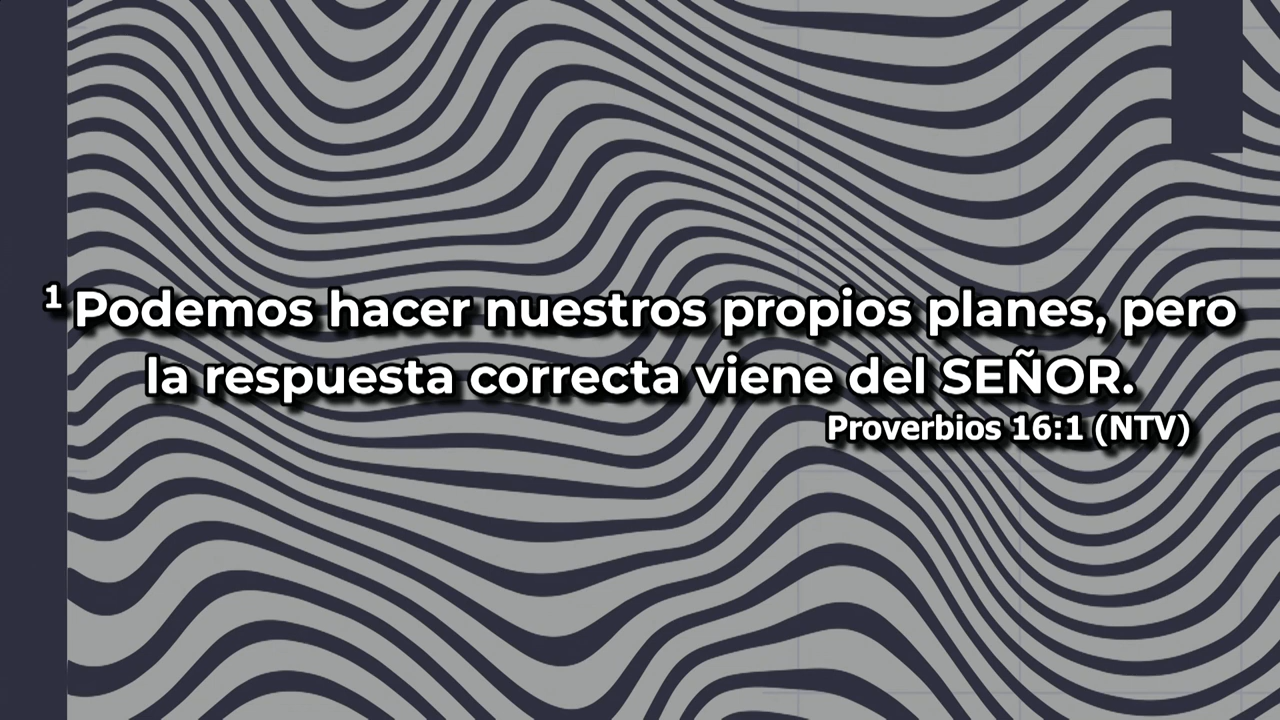 ¹ Podemos hacer nuestros propios planes, pero
la respuesta correcta viene del SEÑOR.
Proverbios 16:1 (NTV)